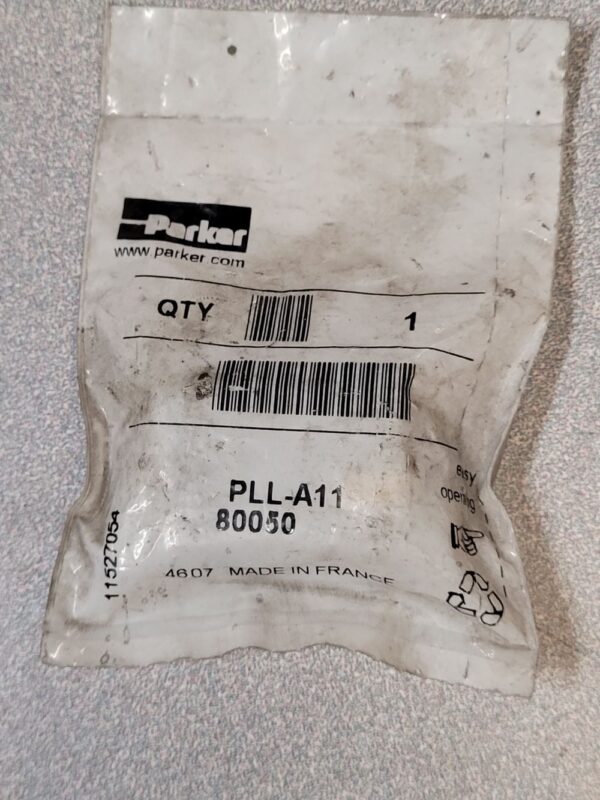 Parker
www.parker.com
QTY 1
PLL-A11
80050
easy
opening
4607 MADE IN FRANCE
11527054